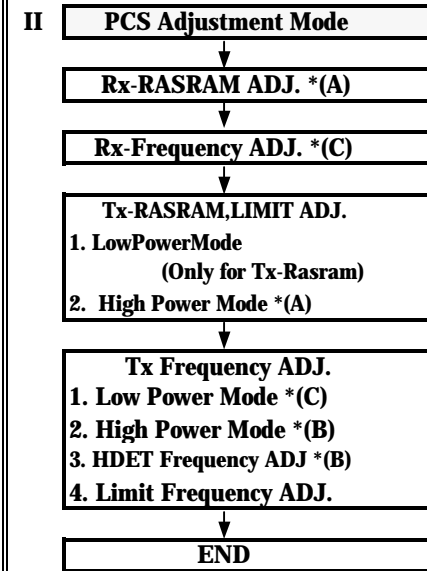 II PCS Adjustment Mode
Rx-RASRAM ADJ. *(A)
Rx-Frequency ADJ. *(C)
Tx-RASRAM,LIMIT ADJ.
1. LowPowerMode
(Only for Tx-Rasram)
2. High Power Mode *(A)
Tx Frequency ADJ.
1. Low Power Mode *(C)
2. High Power Mode *(B)
3. HDET Frequency ADJ *(B)
4. Limit Frequency ADJ.
END